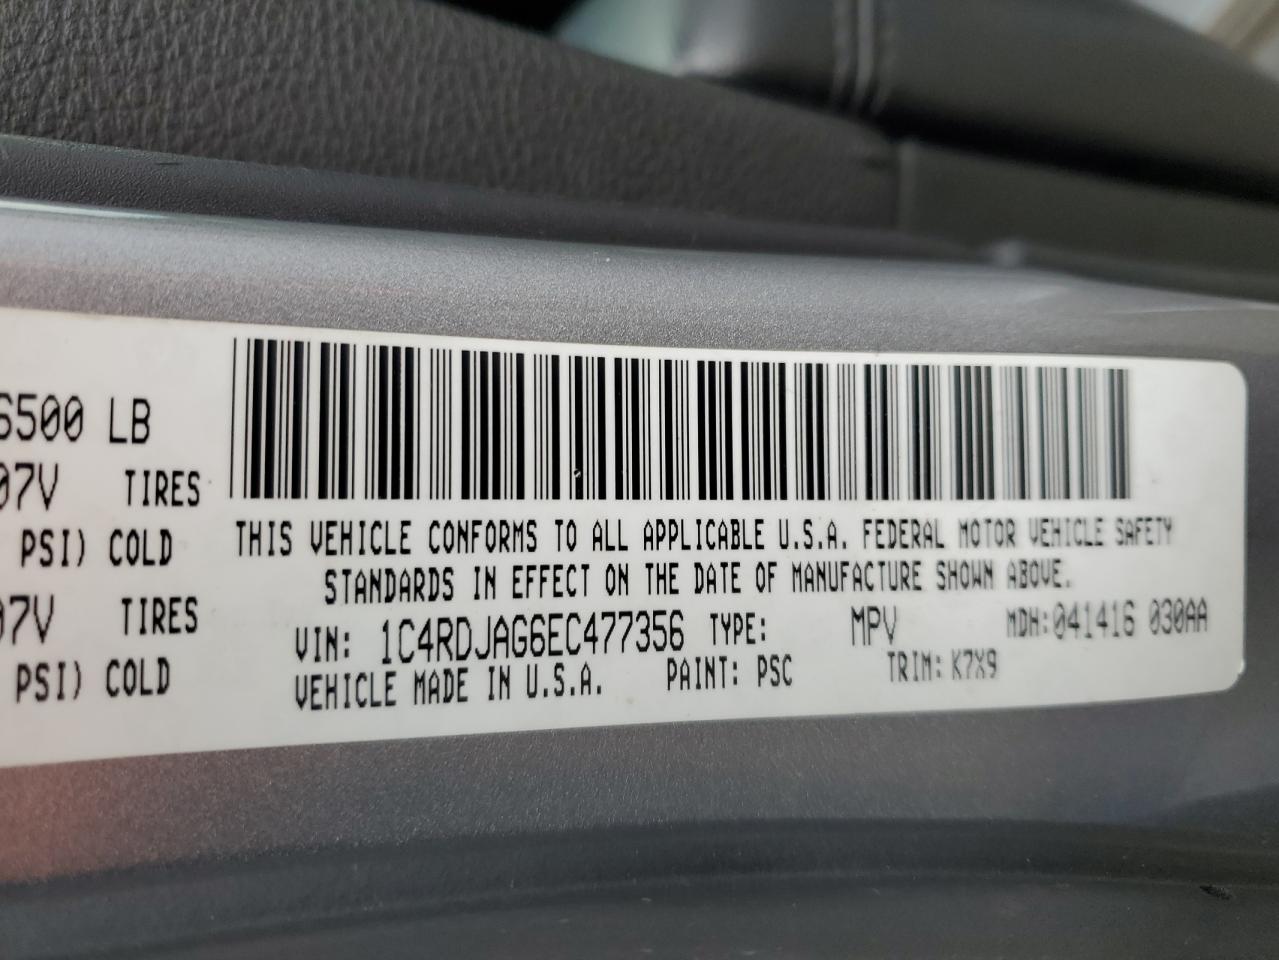 6500 LB
07V TIRES
PSI) COLD
07V TIRES
PSI) COLD
THIS VEHICLE CONFORMS TO ALL APPLICABLE U.S.A. FEDERAL MOTOR VEHICLE SAFETY
STANDARDS IN EFFECT ON THE DATE OF MANUFACTURE SHOWN ABOVE.
VIN: 1C4RDJAG6EC477356 TYPE: MPV MDH:041416 030AA
VEHICLE MADE IN U.S.A. PAINT: PSC TRIM: K7X9